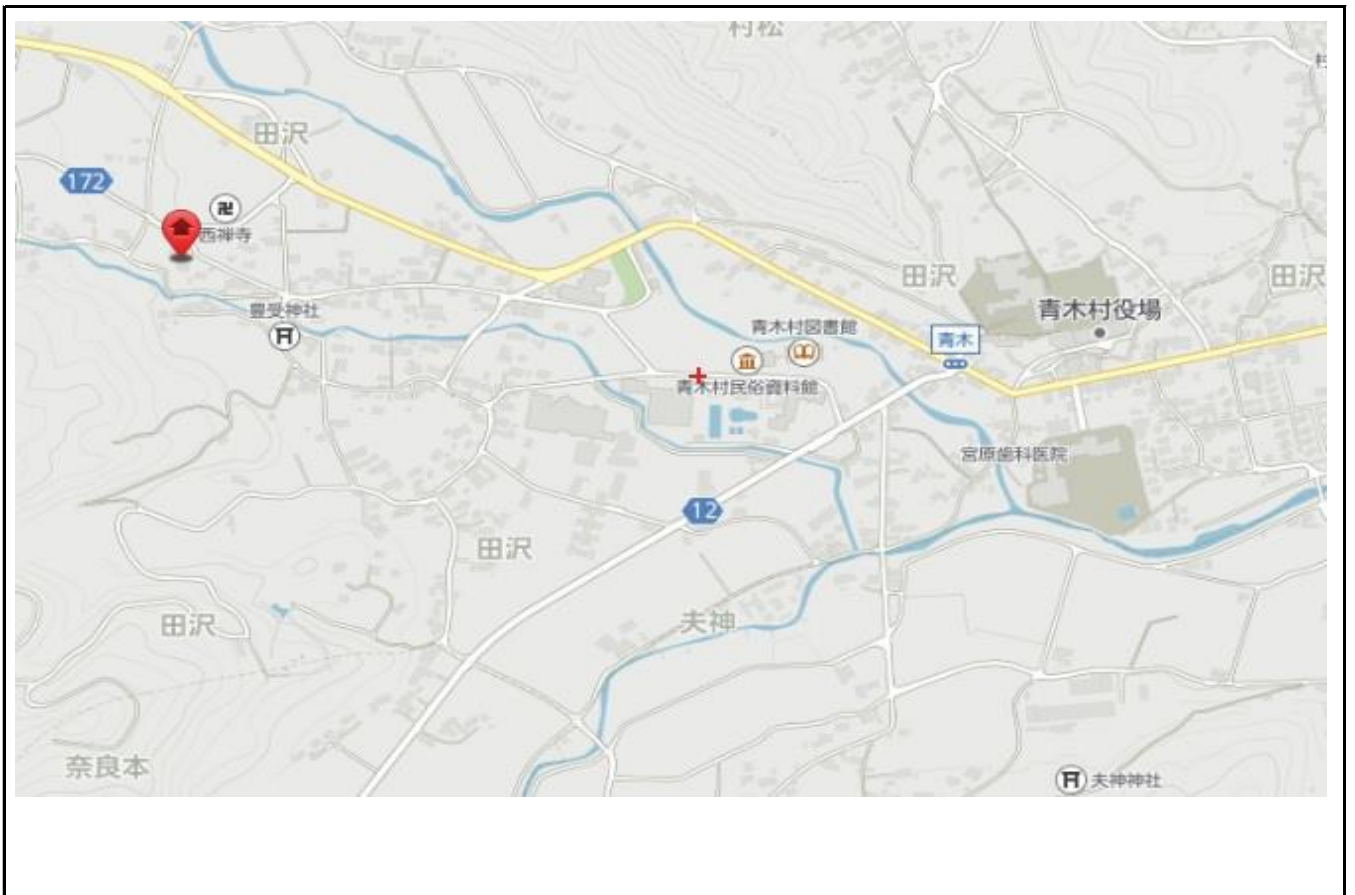 村松
村
田沢
172
西禅寺
豊受神社
田沢
田沢
青木村役場
青木村図書館
青木
青木村民俗資料館
宮原歯科医院
12
田沢
田沢
夫神
奈良本
夫神神社